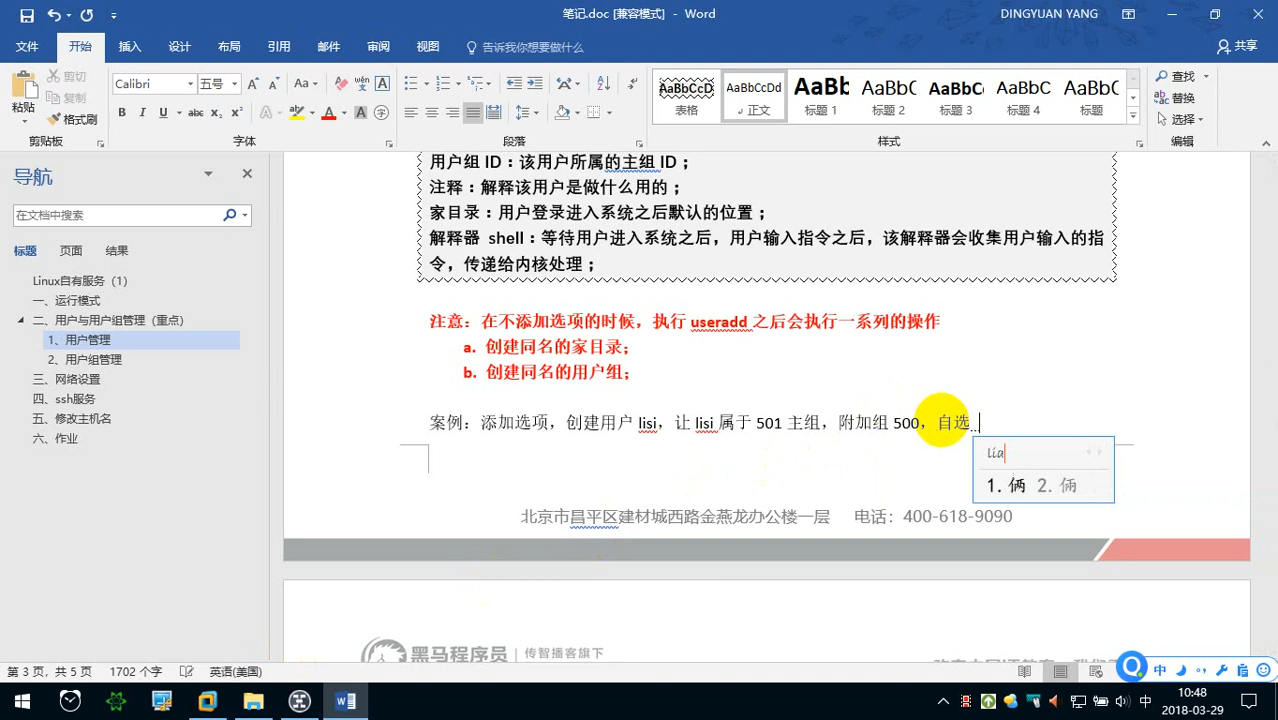 笔记.doc [兼容模式] - Word
DINGYUAN YANG
文件 开始 插入 设计 布局 引用 邮件 审阅 视图 告诉我你想要做什么
共享
粘贴
剪切
复制
格式刷
剪贴板
Calibri 五号
字体
段落
AaBbCcD 表格
AaBbCcDd 正文
AaBb 标题 1
AaBbC 标题 2
AaBbC 标题 3
AaBbC 标题 4
AaBbC 标题 5
样式
查找
替换
选择
编辑
导航
在文档中搜索
标题 页面 结果
Linux自有服务（1）
一、运行模式
二、用户与用户组管理（重点）
1、用户管理
2、用户组管理
三、网络设置
四、ssh服务
五、修改主机名
六、作业
用户组 ID：该用户所属的主组 ID；
注释：解释该用户是做什么用的；
家目录：用户登录进入系统之后默认的位置；
解释器 shell：等待用户进入系统之后，用户输入指令之后，该解释器会收集用户输入的指
令，传递给内核处理；
注意：在不添加选项的时候，执行 useradd 之后会执行一系列的操作
a. 创建同名的家目录；
b. 创建同名的用户组；
案例：添加选项，创建用户 lisi，让 lisi 属于 501 主组，附加组 500，自选
lia
1. 俩 2. 俩
北京市昌平区建材城西路金燕龙办公楼一层 电话：400-618-9090
黑马程序员 | 传智播客旗下
第 3 页，共 5 页 1702 个字 英语(美国)
中
中
10:48
2018-03-29